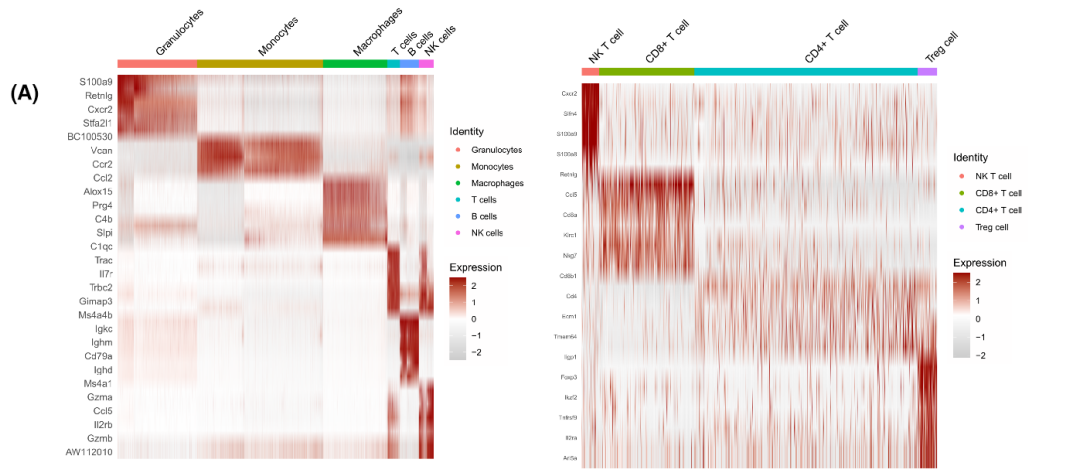 (A)
Granulocytes
Monocytes
Macrophages
T cells
B cells
NK cells
S100a9
Retnlg
Cxcr2
Stfa2l1
BC100530
Vcan
Ccr2
Ccl2
Alox15
Prg4
C4b
Slpi
C1qc
Trac
Il7r
Trbc2
Gimap3
Ms4a4b
Igkc
Ighm
Cd79a
Ighd
Ms4a1
Gzma
Ccl5
Il2rb
Gzmb
AW112010
Identity
Granulocytes
Monocytes
Macrophages
T cells
B cells
NK cells
Expression
2
1
0
−1
−2
NK T cell
CD8+ T cell
CD4+ T cell
Treg cell
Cxcr2
S100a9
S100a8
Retnlg
Ccl5
Cd8a
Klrc1
Nkg7
Cd8b1
Cd4
Ecm1
Tmem64
Foxp3
Tnfrsf9
Il2ra
Identity
NK T cell
CD8+ T cell
CD4+ T cell
Treg cell
Expression
2
1
0
−1
−2